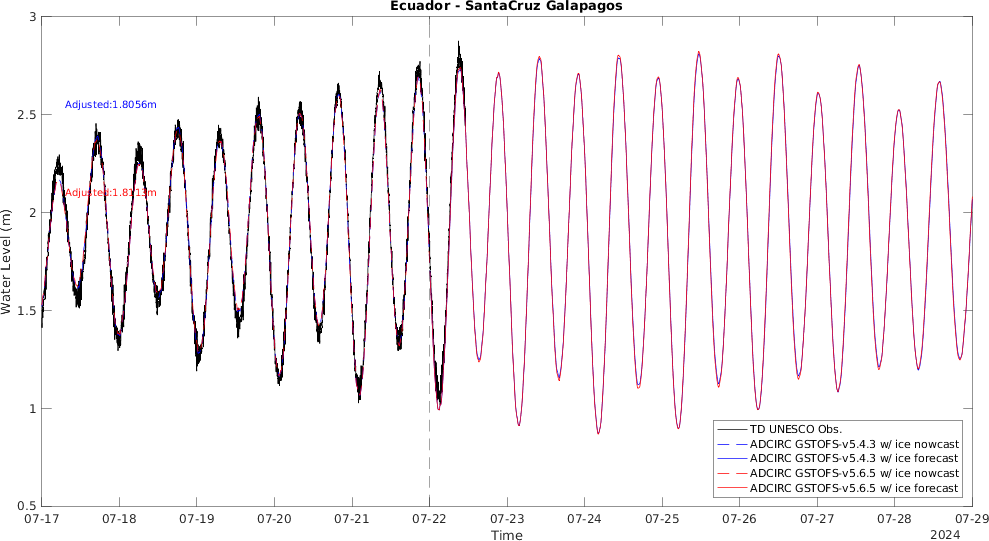 Ecuador - SantaCruz Galapagos
3
2.5
2
1.5
1
0.5
Water Level (m)
Adjusted:1.8056m
Adjusted:1.8113m
TD UNESCO Obs.
ADCIRC GSTOFS-v5.4.3 w/ ice nowcast
ADCIRC GSTOFS-v5.4.3 w/ ice forecast
ADCIRC GSTOFS-v5.6.5 w/ ice nowcast
ADCIRC GSTOFS-v5.6.5 w/ ice forecast
07-17 07-18 07-19 07-20 07-21 07-22 07-23 07-24 07-25 07-26 07-27 07-28 07-29
Time
2024